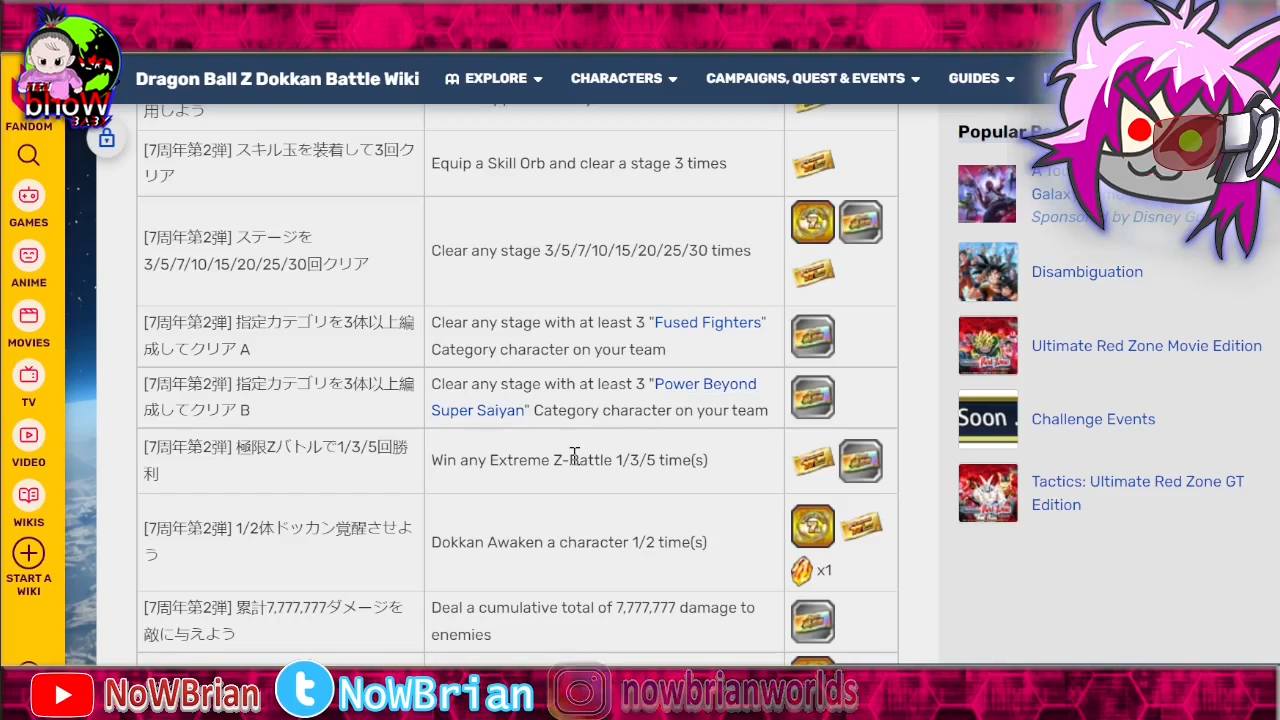 Dragon Ball Z Dokkan Battle Wiki
EXPLORE
CHARACTERS
CAMPAIGNS, QUEST & EVENTS
GUIDES
bhoW
BABY
FANDOM
GAMES
ANIME
MOVIES
TV
VIDEO
WIKIS
START A
WIKI
用しよう
[7周年第2弾] スキル玉を装着して3回ク
リア
Equip a Skill Orb and clear a stage 3 times
[7周年第2弾] ステージを
3/5/7/10/15/20/25/30回クリア
Clear any stage 3/5/7/10/15/20/25/30 times
[7周年第2弾] 指定カテゴリを3体以上編
成してクリア A
Clear any stage with at least 3 "Fused Fighters"
Category character on your team
[7周年第2弾] 指定カテゴリを3体以上編
成してクリア B
Clear any stage with at least 3 "Power Beyond
Super Saiyan" Category character on your team
[7周年第2弾] 極限Zバトルで1/3/5回勝
利
Win any Extreme Z-Battle 1/3/5 time(s)
[7周年第2弾] 1/2体ドッカン覚醒させよ
う
Dokkan Awaken a character 1/2 time(s)
x1
[7周年第2弾] 累計7,777,777ダメージを
敵に与えよう
Deal a cumulative total of 7,777,777 damage to
enemies
Popular
Galax
Sponsored by Disney
Disambiguation
Ultimate Red Zone Movie Edition
Soon .
Challenge Events
Tactics: Ultimate Red Zone GT
Edition
NoWBrian
NoWBrian
nowbrianworlds